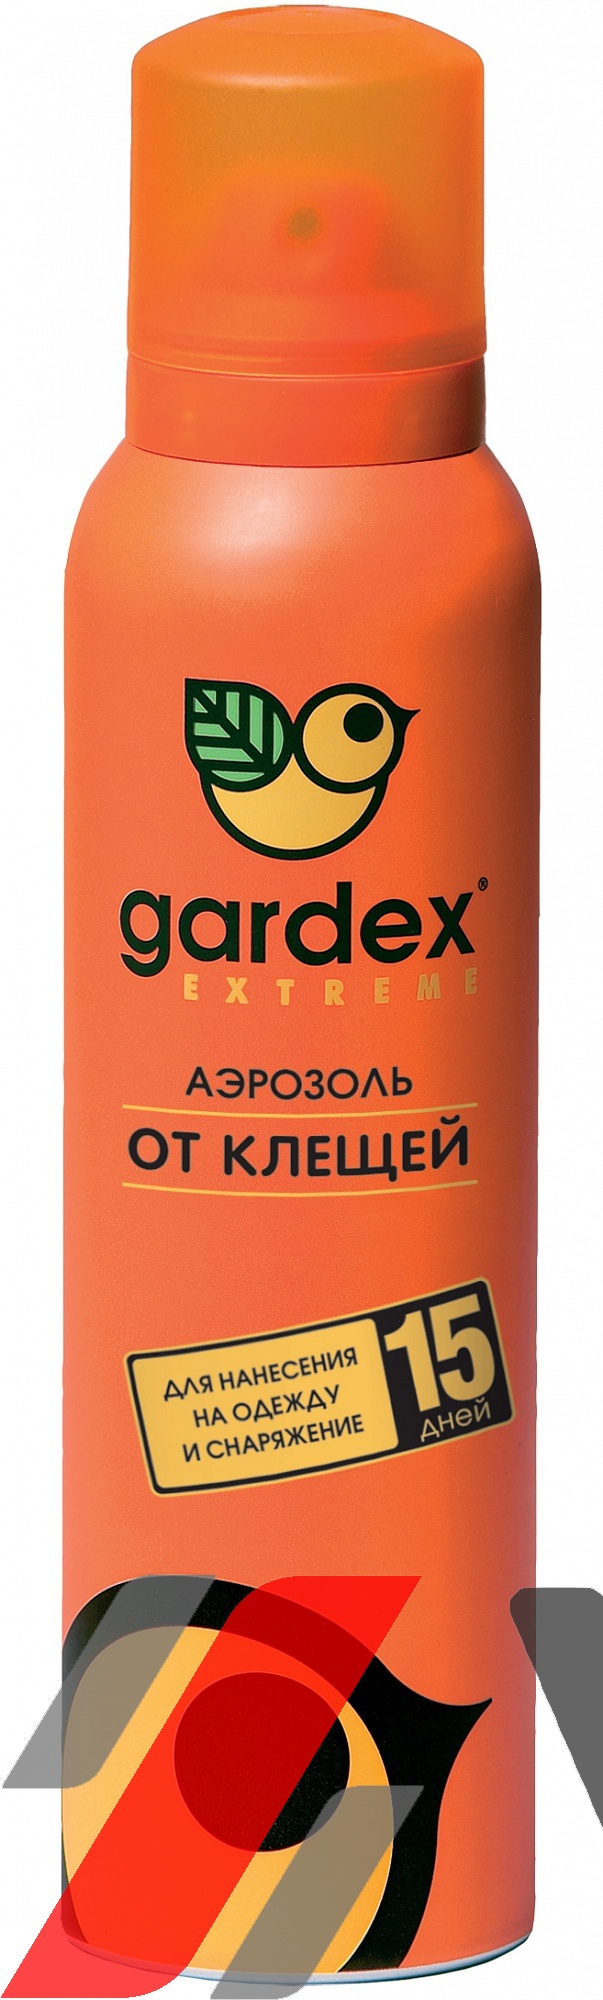 gardex®
EXTREME
АЭРОЗОЛЬ
ОТ КЛЕЩЕЙ
ДЛЯ НАНЕСЕНИЯ
НА ОДЕЖДУ
И СНАРЯЖЕНИЕ
15
дней